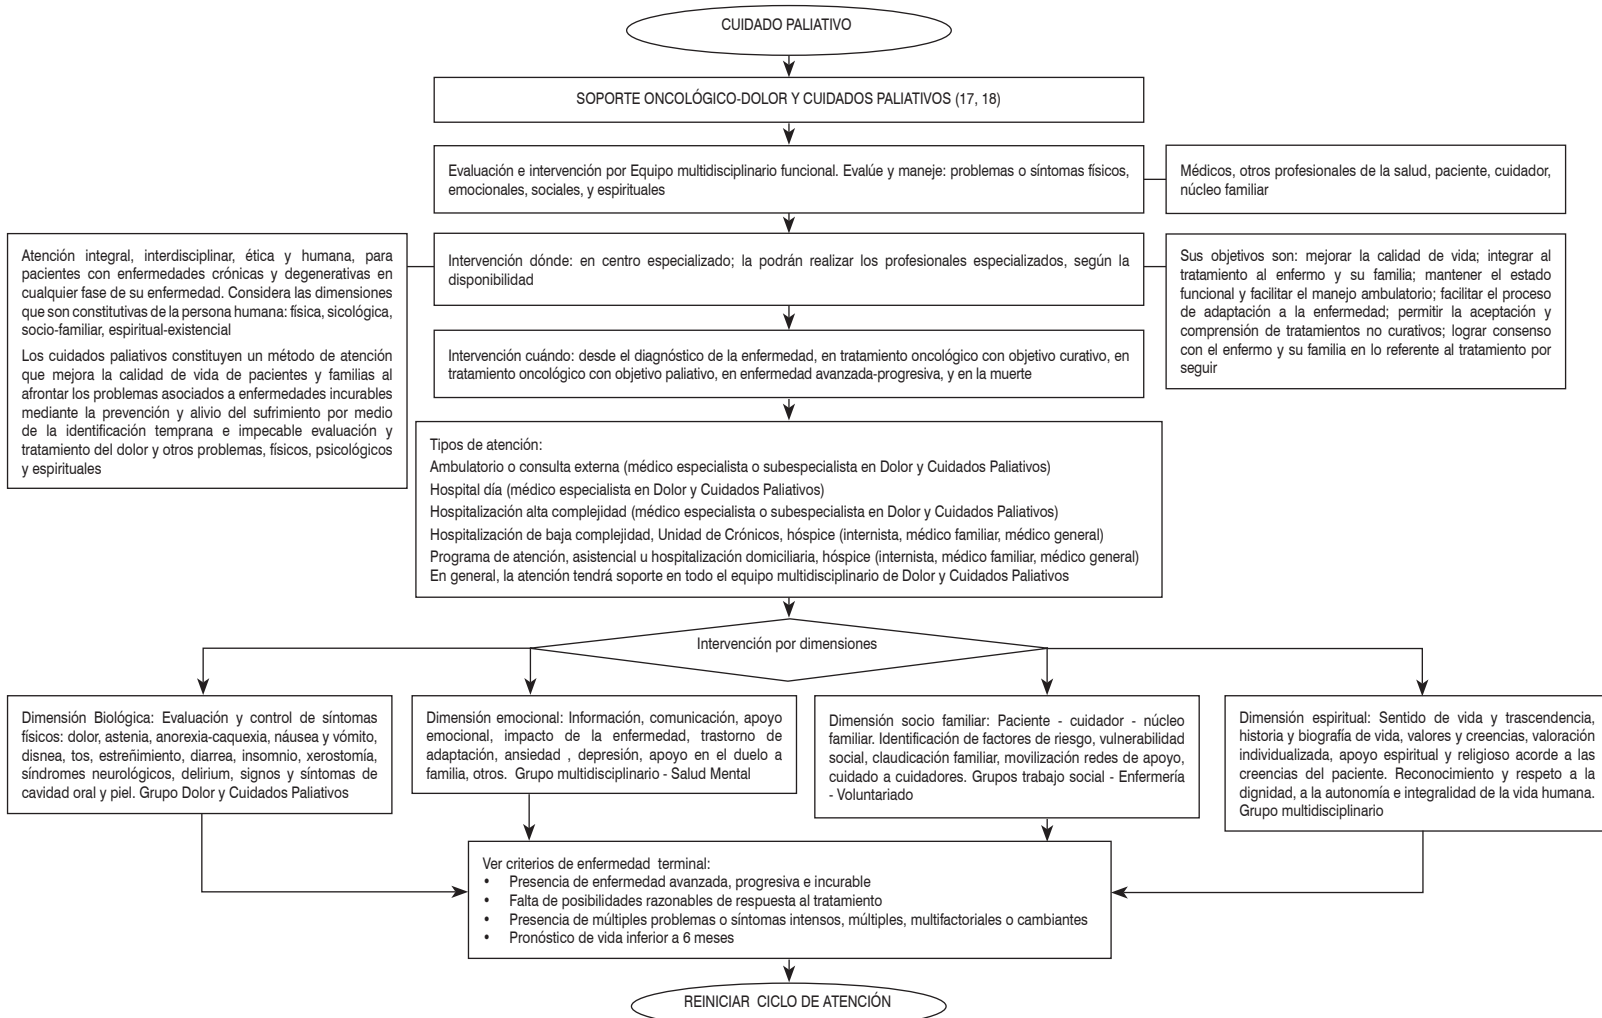 CUIDADO PALIATIVO
SOPORTE ONCOLÓGICO-DOLOR Y CUIDADOS PALIATIVOS (17, 18)
Evaluación e intervención por Equipo multidisciplinario funcional. Evalúe y maneje: problemas o síntomas físicos,
emocionales, sociales, y espirituales
Médicos, otros profesionales de la salud, paciente, cuidador,
núcleo familiar
Atención integral, interdisciplinar, ética y humana, para
pacientes con enfermedades crónicas y degenerativas en
cualquier fase de su enfermedad. Considera las dimensiones
que son constitutivas de la persona humana: física, sicológica,
socio-familiar, espiritual-existencial
Los cuidados paliativos constituyen un método de atención
que mejora la calidad de vida de pacientes y familias al
afrontar los problemas asociados a enfermedades incurables
mediante la prevención y alivio del sufrimiento por medio
de la identificación temprana e impecable evaluación y
tratamiento del dolor y otros problemas, físicos, psicológicos
y espirituales
Intervención dónde: en centro especializado; la podrán realizar los profesionales especializados, según la
disponibilidad
Sus objetivos son: mejorar la calidad de vida; integrar al
tratamiento al enfermo y su familia; mantener el estado
funcional y facilitar el manejo ambulatorio; facilitar el proceso
de adaptación a la enfermedad; permitir la aceptación y
comprensión de tratamientos no curativos; lograr consenso
con el enfermo y su familia en lo referente al tratamiento por
seguir
Intervención cuándo: desde el diagnóstico de la enfermedad, en tratamiento oncológico con objetivo curativo, en
tratamiento oncológico con objetivo paliativo, en enfermedad avanzada-progresiva, y en la muerte
Tipos de atención:
Ambulatorio o consulta externa (médico especialista o subespecialista en Dolor y Cuidados Paliativos)
Hospital día (médico especialista en Dolor y Cuidados Paliativos)
Hospitalización alta complejidad (médico especialista o subespecialista en Dolor y Cuidados Paliativos)
Hospitalización de baja complejidad, Unidad de Crónicos, hóspice (internista, médico familiar, médico general)
Programa de atención, asistencial u hospitalización domiciliaria, hóspice (internista, médico familiar, médico general)
En general, la atención tendrá soporte en todo el equipo multidisciplinario de Dolor y Cuidados Paliativos
Intervención por dimensiones
Dimensión Biológica: Evaluación y control de síntomas
físicos: dolor, astenia, anorexia-caquexia, náusea y vómito,
disnea, tos, estreñimiento, diarrea, insomnio, xerostomía,
síndromes neurológicos, delirium, signos y síntomas de
cavidad oral y piel. Grupo Dolor y Cuidados Paliativos
Dimensión emocional: Información, comunicación, apoyo
emocional, impacto de la enfermedad, trastorno de
adaptación, ansiedad , depresión, apoyo en el duelo a
familia, otros. Grupo multidisciplinario - Salud Mental
Dimensión socio familiar: Paciente - cuidador - núcleo
familiar. Identificación de factores de riesgo, vulnerabilidad
social, claudicación familiar, movilización redes de apoyo,
cuidado a cuidadores. Grupos trabajo social - Enfermería
- Voluntariado
Dimensión espiritual: Sentido de vida y trascendencia,
historia y biografía de vida, valores y creencias, valoración
individualizada, apoyo espiritual y religioso acorde a las
creencias del paciente. Reconocimiento y respeto a la
dignidad, a la autonomía e integralidad de la vida humana.
Grupo multidisciplinario
Ver criterios de enfermedad terminal:
• Presencia de enfermedad avanzada, progresiva e incurable
• Falta de posibilidades razonables de respuesta al tratamiento
• Presencia de múltiples problemas o síntomas intensos, múltiples, multifactoriales o cambiantes
• Pronóstico de vida inferior a 6 meses
REINICIAR CICLO DE ATENCIÓN